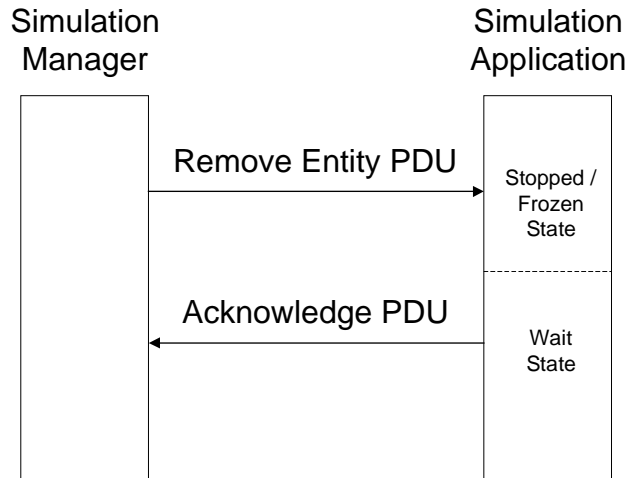 Simulation
Manager
Simulation
Application
Remove Entity PDU
Stopped /
Frozen
State
Acknowledge PDU
Wait
State